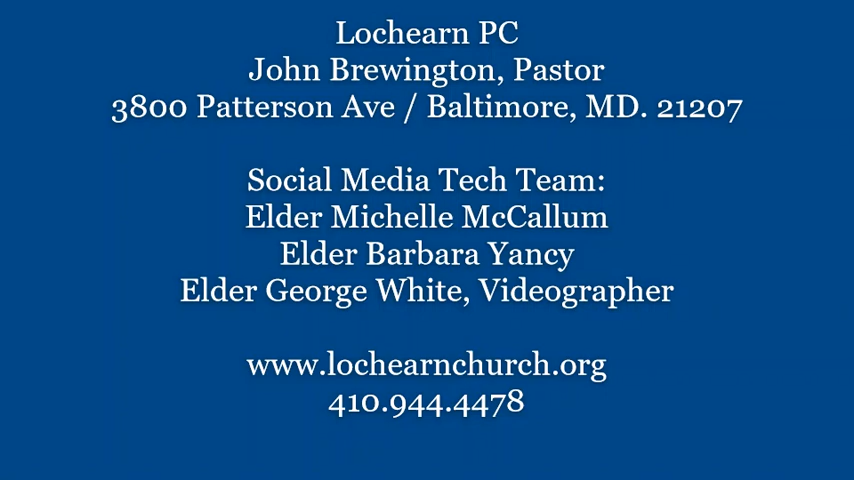 Lochearn PC
John Brewington, Pastor
3800 Patterson Ave / Baltimore, MD. 21207
Social Media Tech Team:
Elder Michelle McCallum
Elder Barbara Yancy
Elder George White, Videographer
www.lochearnchurch.org
410.944.4478